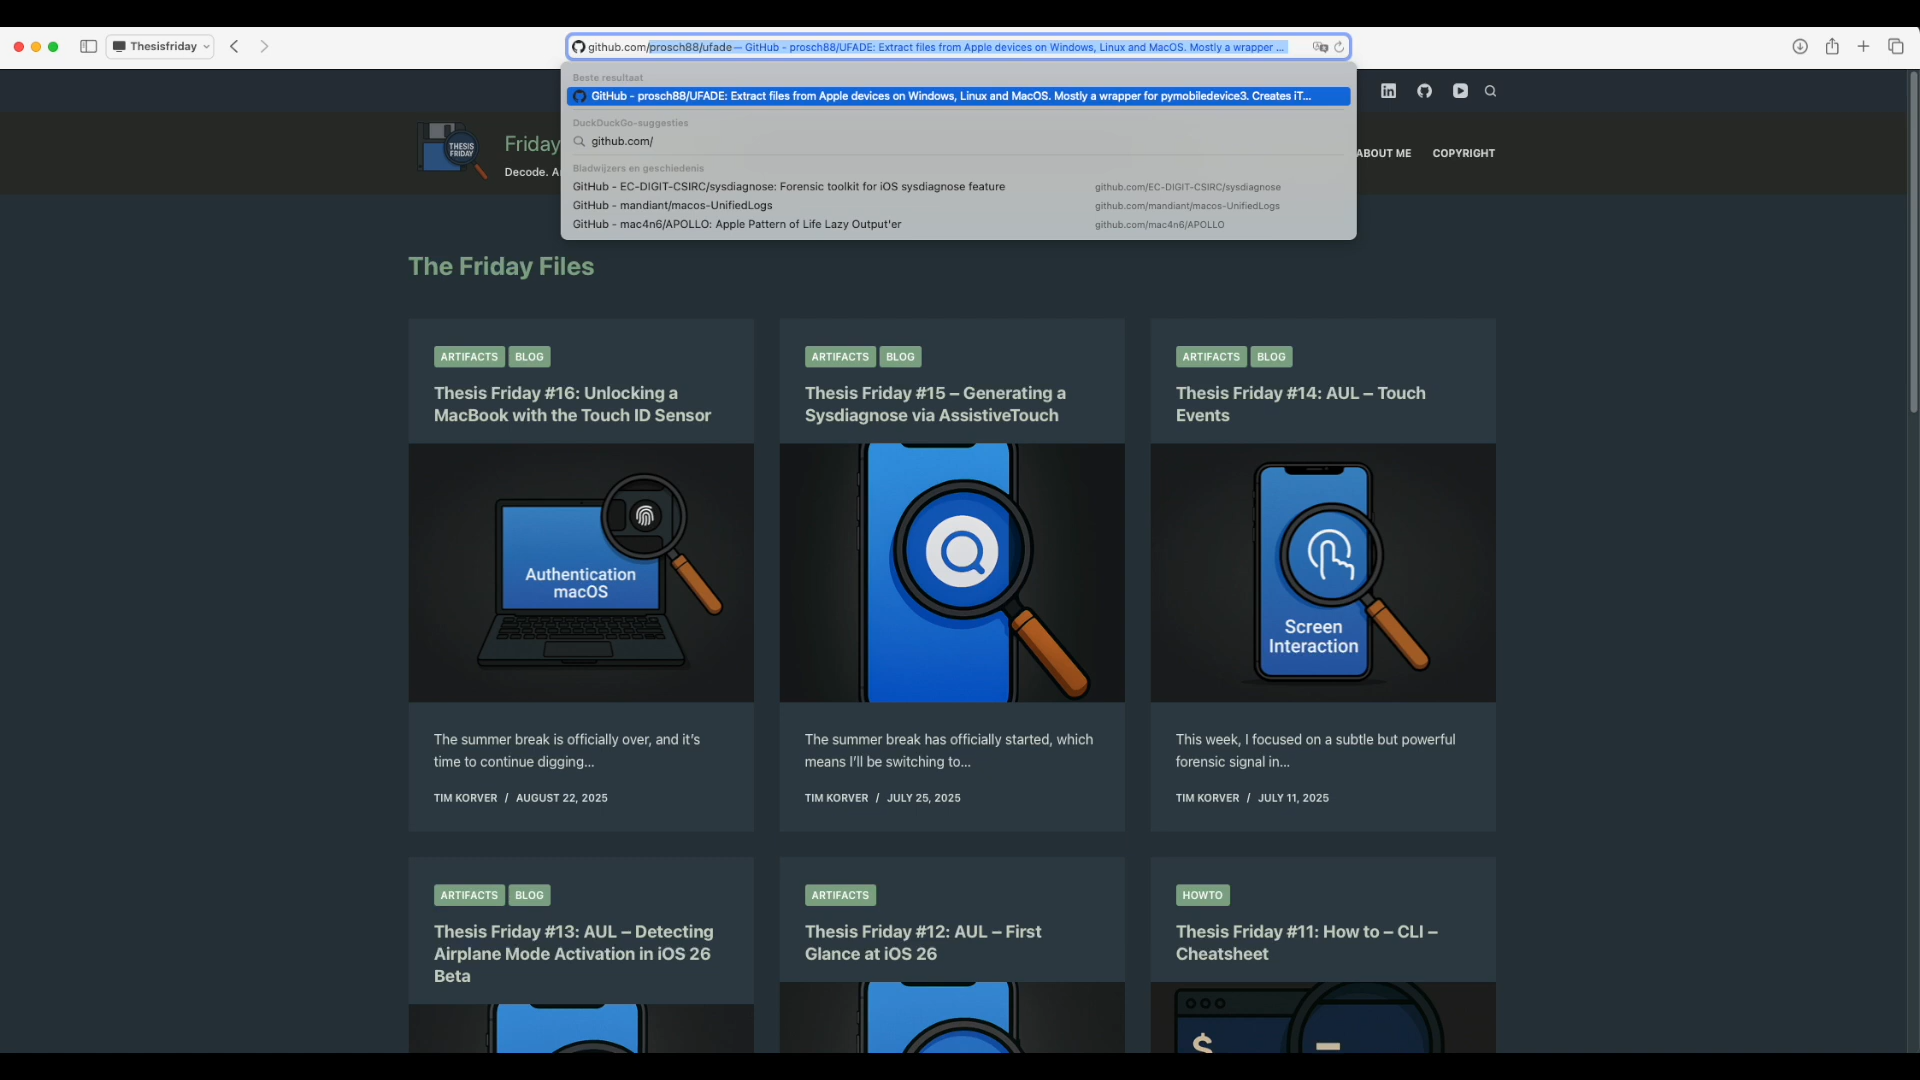 Thesisfriday
github.com/prosch88/ufade — GitHub - prosch88/UFADE: Extract files from Apple devices on Windows, Linux and MacOS. Mostly a wrapper ...
Beste resultaat
GitHub - prosch88/UFADE: Extract files from Apple devices on Windows, Linux and MacOS. Mostly a wrapper for pymobiledevice3. Creates iT...
DuckDuckGo-suggesties
github.com/
Bladwijzers en geschiedenis
GitHub - EC-DIGIT-CSIRC/sysdiagnose: Forensic toolkit for iOS sysdiagnose feature github.com/EC-DIGIT-CSIRC/sysdiagnose
GitHub - mandiant/macos-UnifiedLogs github.com/mandiant/macos-UnifiedLogs
GitHub - mac4n6/APOLLO: Apple Pattern of Life Lazy Output'er github.com/mac4n6/APOLLO
THESIS
FRIDAY
Friday
Decode. A
ABOUT ME COPYRIGHT
The Friday Files
ARTIFACTS BLOG
Thesis Friday #16: Unlocking a
MacBook with the Touch ID Sensor
Authentication
macOS
The summer break is officially over, and it's
time to continue digging...
TIM KORVER / AUGUST 22, 2025
ARTIFACTS BLOG
Thesis Friday #15 – Generating a
Sysdiagnose via AssistiveTouch
The summer break has officially started, which
means I'll be switching to...
TIM KORVER / JULY 25, 2025
ARTIFACTS BLOG
Thesis Friday #14: AUL – Touch
Events
Screen
Interaction
This week, I focused on a subtle but powerful
forensic signal in...
TIM KORVER / JULY 11, 2025
ARTIFACTS BLOG
Thesis Friday #13: AUL – Detecting
Airplane Mode Activation in iOS 26
Beta
ARTIFACTS
Thesis Friday #12: AUL – First
Glance at iOS 26
HOWTO
Thesis Friday #11: How to – CLI –
Cheatsheet
$